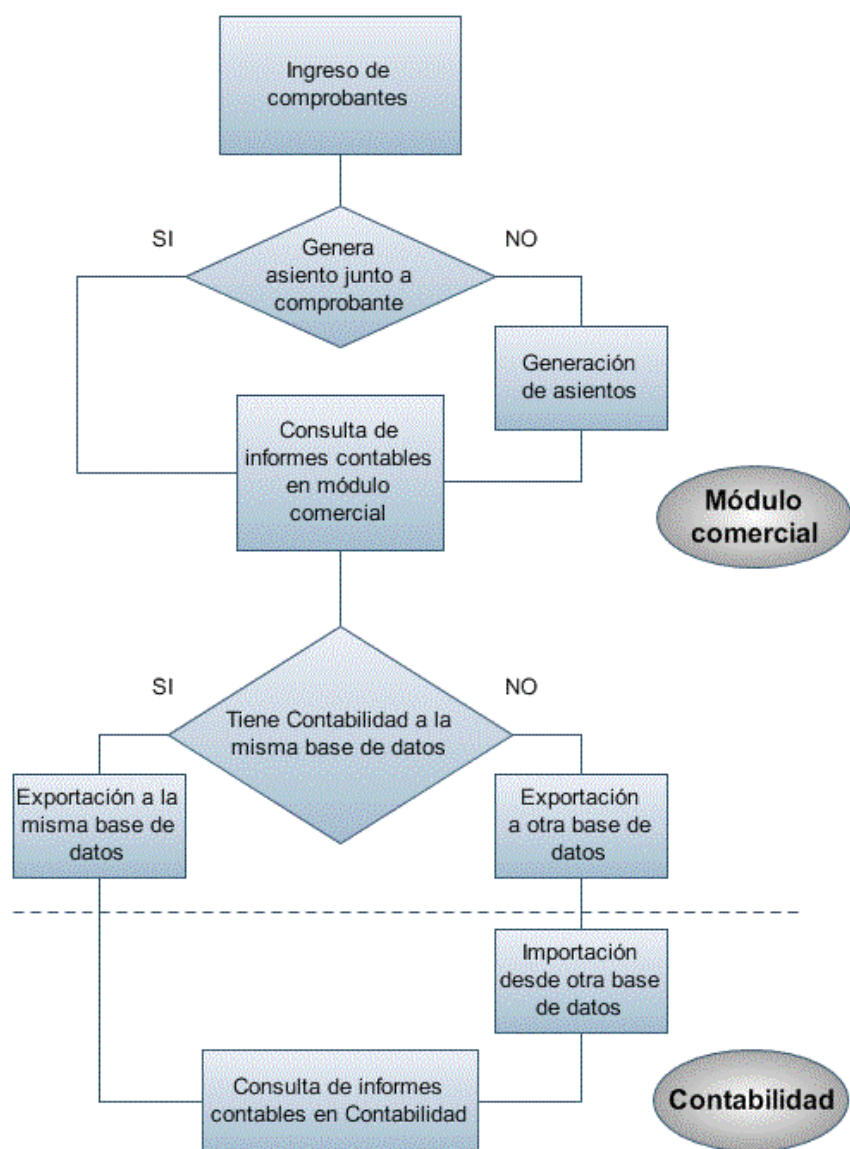 Ingreso de
comprobantes
SI
NO
Genera
asiento junto a
comprobante
Generación
de asientos
Consulta de
informes contables
en módulo
comercial
Módulo
comercial
SI
NO
Tiene Contabilidad a la
misma base de datos
Exportación a la
misma base de
datos
Exportación
a otra base de
datos
Importación
desde otra base
de datos
Consulta de informes
contables en Contabilidad
Contabilidad